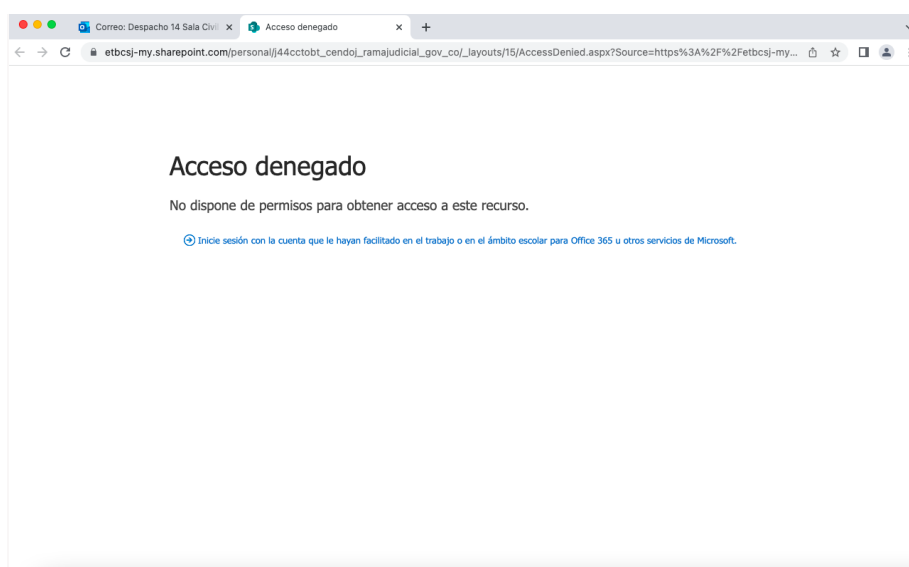 Correo: Despacho 14 Sala Civil
Acceso denegado
etbcsj-my.sharepoint.com/personal/j44cctobt_cendoj_ramajudicial_gov_co/_layouts/15/AccessDenied.aspx?Source=https%3A%2F%2Fetbcsj-my...
Acceso denegado
No dispone de permisos para obtener acceso a este recurso.
Inicie sesión con la cuenta que le hayan facilitado en el trabajo o en el ámbito escolar para Office 365 u otros servicios de Microsoft.